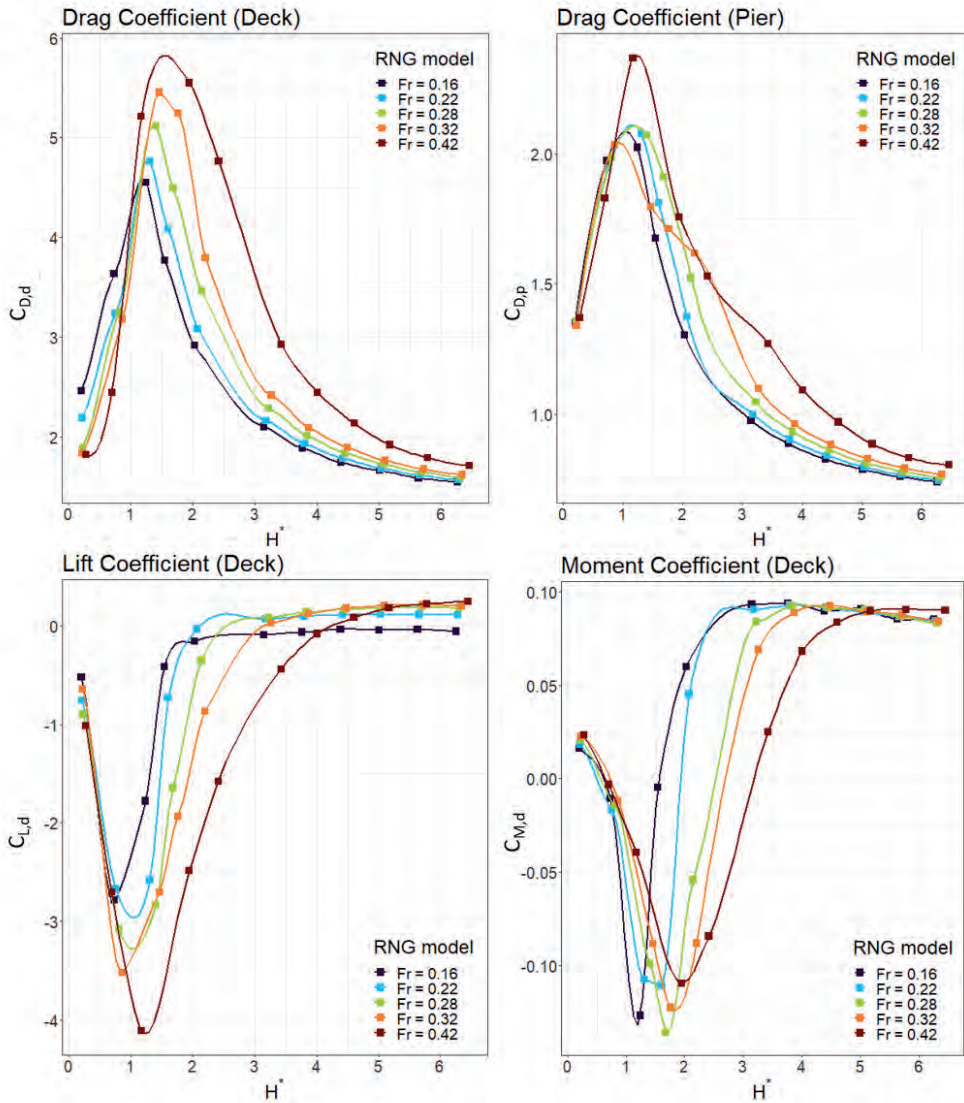 Drag Coefficient (Deck)
6
5
4
3
2
C_D,d
0 1 2 3 4 5 6
H*
RNG model
Fr = 0.16
Fr = 0.22
Fr = 0.28
Fr = 0.32
Fr = 0.42
Drag Coefficient (Pier)
2.0
1.5
1.0
C_D,p
0 1 2 3 4 5 6
H*
RNG model
Fr = 0.16
Fr = 0.22
Fr = 0.28
Fr = 0.32
Fr = 0.42
Lift Coefficient (Deck)
0
-1
-2
-3
-4
C_L,d
0 1 2 3 4 5 6
H*
RNG model
Fr = 0.16
Fr = 0.22
Fr = 0.28
Fr = 0.32
Fr = 0.42
Moment Coefficient (Deck)
0.10
0.05
0.00
-0.05
-0.10
C_M,d
0 1 2 3 4 5 6
H*
RNG model
Fr = 0.16
Fr = 0.22
Fr = 0.28
Fr = 0.32
Fr = 0.42